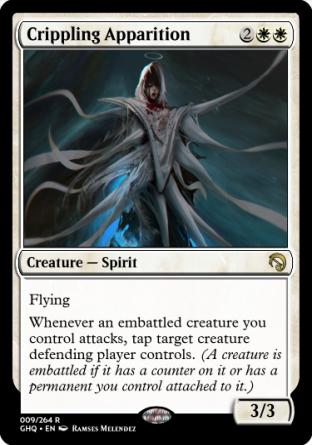 Crippling Apparition 2
Creature — Spirit
Flying
Whenever an embattled creature you
control attacks, tap target creature
defending player controls. (A creature is
embattled if it has a counter on it or has a
permanent you control attached to it.)
009/264 R
GHQ • EN Ramses Melendez
3/3